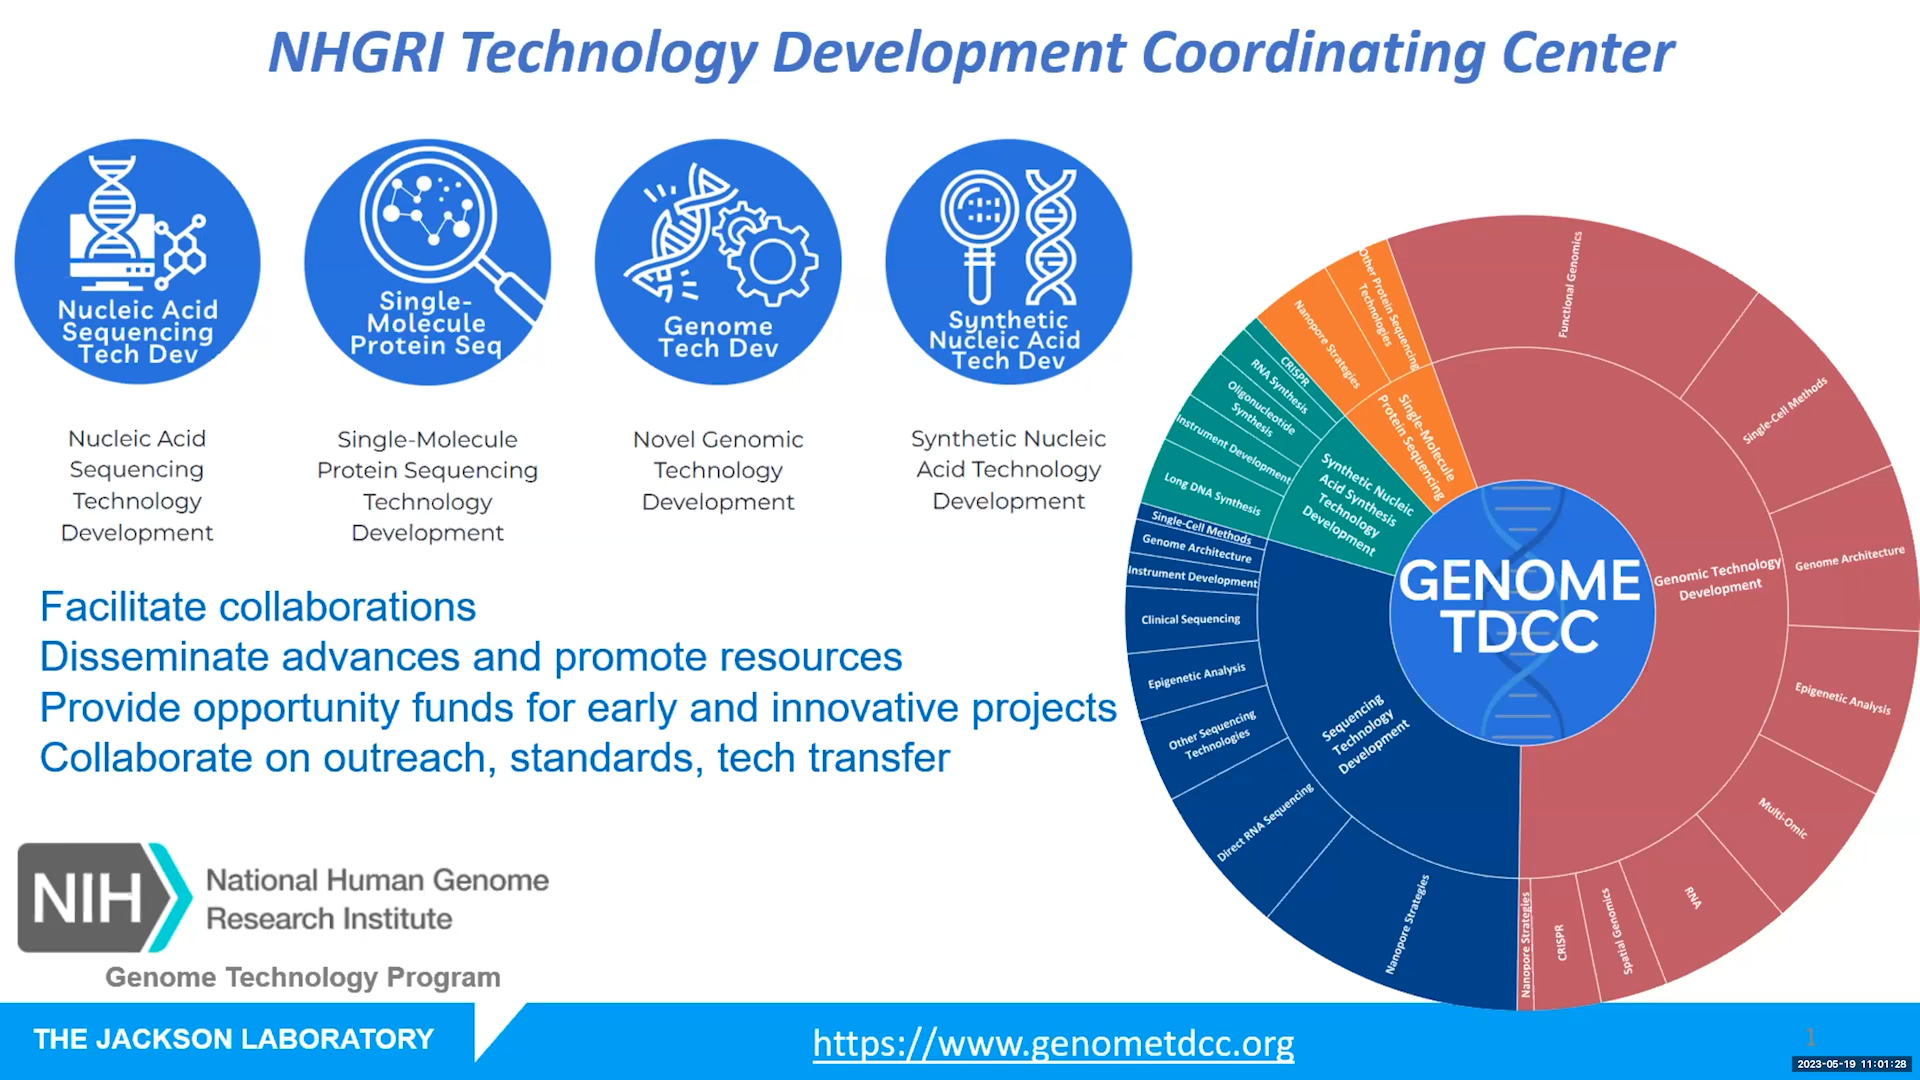 NHGRI Technology Development Coordinating Center
Nucleic Acid
Sequencing
Tech Dev
Single-
Molecule
Protein Seq
Genome
Tech Dev
Synthetic
Nucleic Acid
Tech Dev
Nucleic Acid
Sequencing
Technology
Development
Single-Molecule
Protein Sequencing
Technology
Development
Novel Genomic
Technology
Development
Synthetic Nucleic
Acid Technology
Development
Facilitate collaborations
Disseminate advances and promote resources
Provide opportunity funds for early and innovative projects
Collaborate on outreach, standards, tech transfer
GENOME
TDCC
Genomic Technology
Development
Functional Genomics
Single-Cell Methods
Genome Architecture
Epigenetic Analysis
Multi-Omic
RNA
Spatial Genomics
CRISPR
Nanopore Strategies
Sequencing
Technology
Development
Nanopore Strategies
Direct RNA Sequencing
Other Sequencing
Technologies
Epigenetic Analysis
Clinical Sequencing
Instrument Development
Genome Architecture
Single-Cell Methods
Synthetic Nucleic
Acid Synthesis
Technology
Development
Long DNA Synthesis
Instrument Development
Oligonucleotide
Synthesis
RNA Synthesis
CRISPR
Single-Molecule
Protein Sequencing
Nanopore Strategies
Other Protein Sequencing
Technologies
NIH
National Human Genome
Research Institute
Genome Technology Program
THE JACKSON LABORATORY
https://www.genometdcc.org
1
2023-05-19 11:01:28